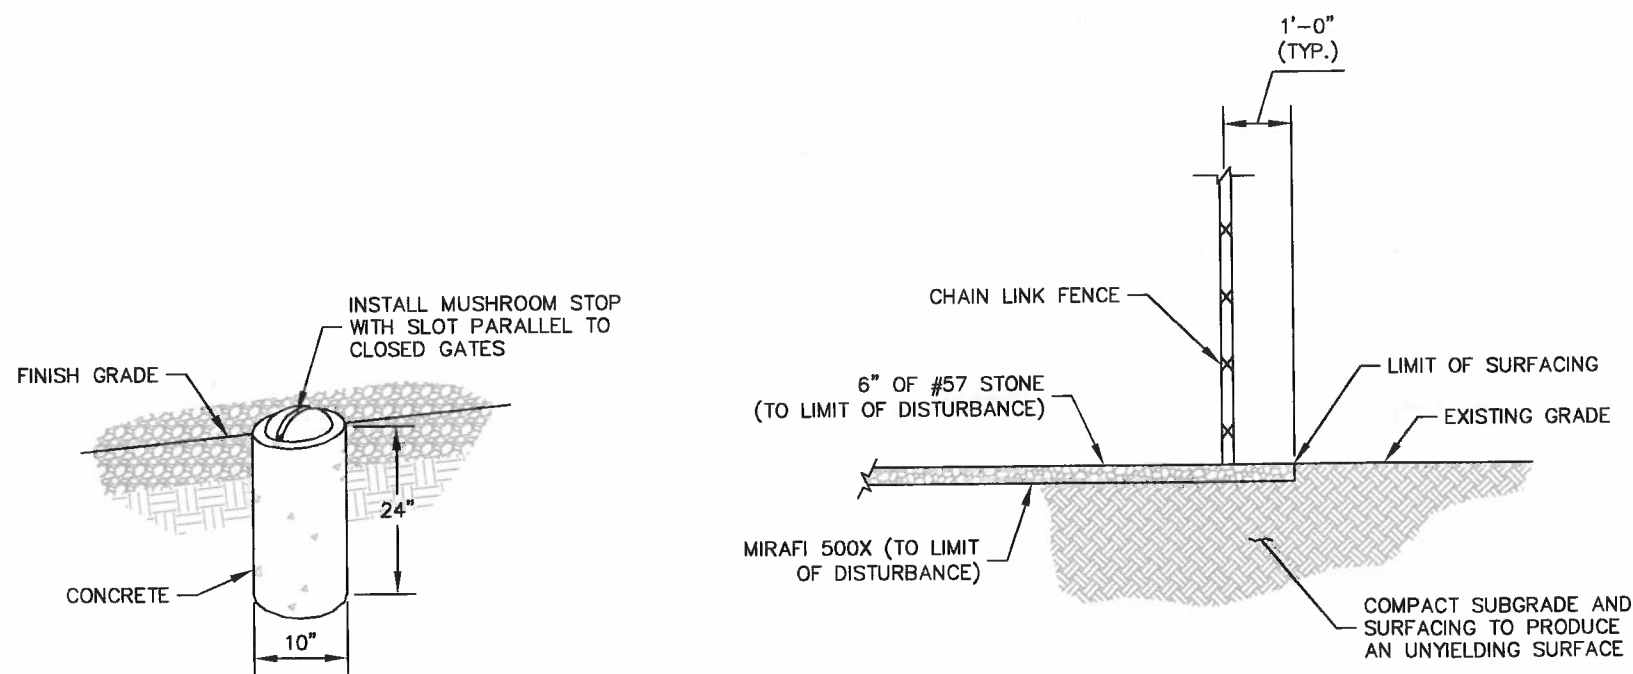 INSTALL MUSHROOM STOP
WITH SLOT PARALLEL TO
CLOSED GATES
FINISH GRADE
24"
CONCRETE
10"
1'-0"
(TYP.)
CHAIN LINK FENCE
6" OF #57 STONE
(TO LIMIT OF DISTURBANCE)
LIMIT OF SURFACING
EXISTING GRADE
MIRAFI 500X (TO LIMIT
OF DISTURBANCE)
COMPACT SUBGRADE AND
SURFACING TO PRODUCE
AN UNYIELDING SURFACE